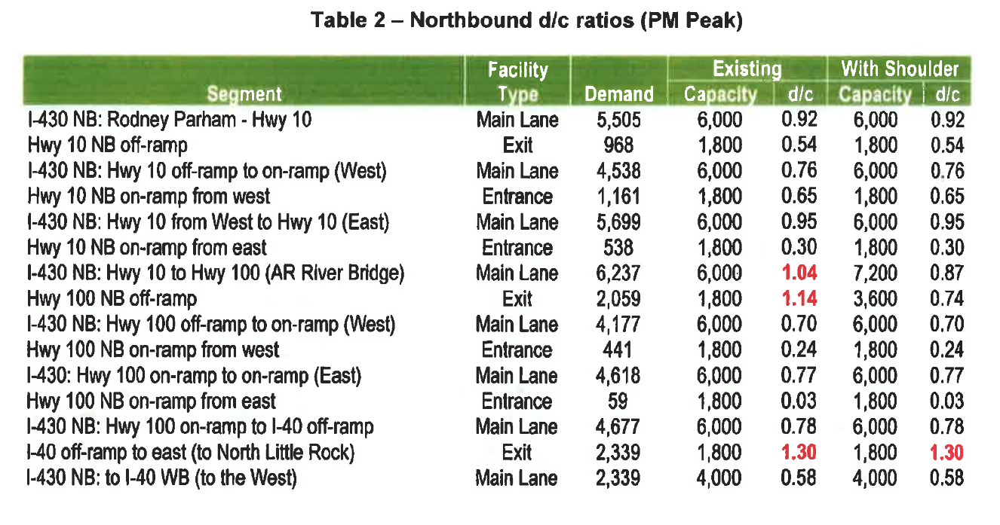 Table 2 – Northbound d/c ratios (PM Peak)
Facility Existing With Shoulder
Segment Type Demand Capacity d/c Capacity d/c
I-430 NB: Rodney Parham - Hwy 10 Main Lane 5,505 6,000 0.92 6,000 0.92
Hwy 10 NB off-ramp Exit 968 1,800 0.54 1,800 0.54
I-430 NB: Hwy 10 off-ramp to on-ramp (West) Main Lane 4,538 6,000 0.76 6,000 0.76
Hwy 10 NB on-ramp from west Entrance 1,161 1,800 0.65 1,800 0.65
I-430 NB: Hwy 10 from West to Hwy 10 (East) Main Lane 5,699 6,000 0.95 6,000 0.95
Hwy 10 NB on-ramp from east Entrance 538 1,800 0.30 1,800 0.30
I-430 NB: Hwy 10 to Hwy 100 (AR River Bridge) Main Lane 6,237 6,000 1.04 7,200 0.87
Hwy 100 NB off-ramp Exit 2,059 1,800 1.14 3,600 0.74
I-430 NB: Hwy 100 off-ramp to on-ramp (West) Main Lane 4,177 6,000 0.70 6,000 0.70
Hwy 100 NB on-ramp from west Entrance 441 1,800 0.24 1,800 0.24
I-430: Hwy 100 on-ramp to on-ramp (East) Main Lane 4,618 6,000 0.77 6,000 0.77
Hwy 100 NB on-ramp from east Entrance 59 1,800 0.03 1,800 0.03
I-430 NB: Hwy 100 on-ramp to I-40 off-ramp Main Lane 4,677 6,000 0.78 6,000 0.78
I-40 off-ramp to east (to North Little Rock) Exit 2,339 1,800 1.30 1,800 1.30
I-430 NB: to I-40 WB (to the West) Main Lane 2,339 4,000 0.58 4,000 0.58